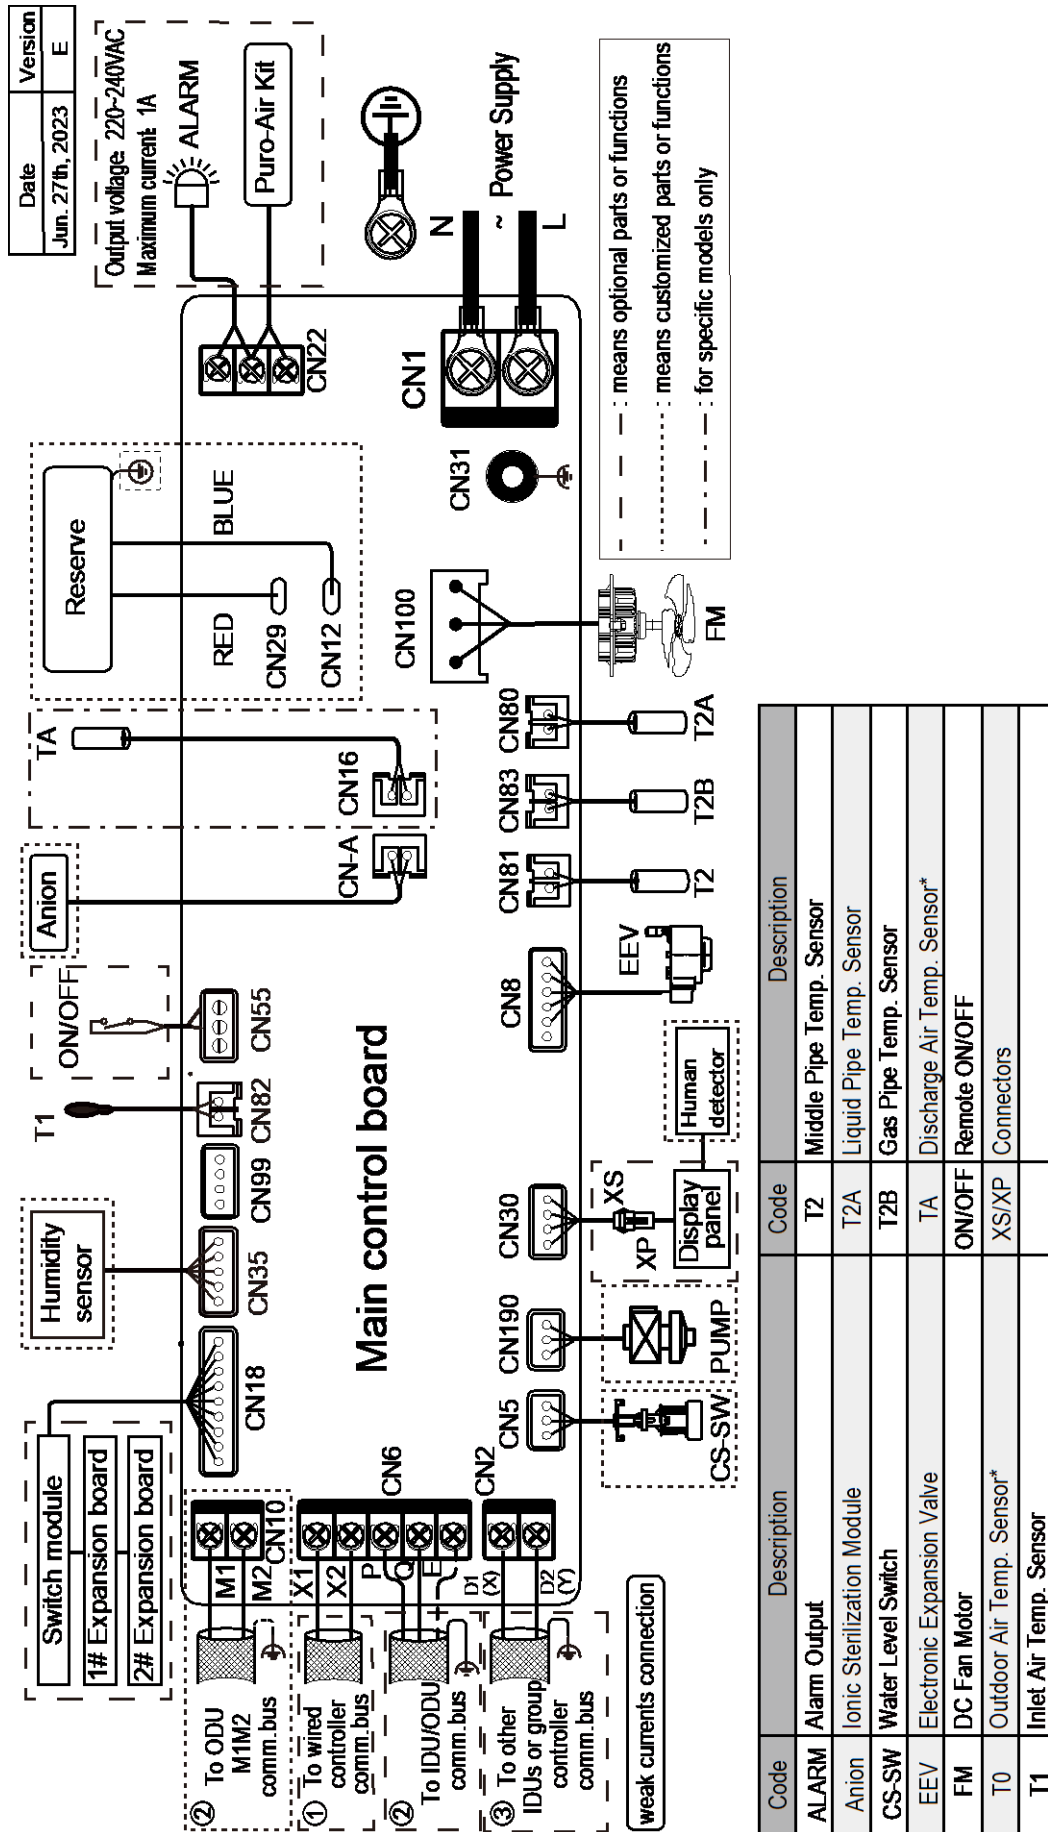 Date Version
Jun. 27th, 2023 E
Switch module
1# Expansion board
2# Expansion board
Humidity
sensor
T1
ON/OFF
Anion
TA
Reserve
RED
BLUE
Output voltage: 220~240VAC
Maximum current: 1A
ALARM
Puro-Air Kit
CN18
CN35
CN99
CN82
CN55
CN-A
CN16
CN29
CN12
CN22
② To ODU
M1M2
comm.bus
M1
M2
CN10
① To wired
controller
comm.bus
X1
X2
② To IDU/ODU
comm.bus
P
Q
E
CN6
③ To other
IDUs or group
controller
comm.bus
D1
(X)
D2
(Y)
CN2
Main control board
CN1
N
~ Power Supply
L
CN31
CN100
FM
CN5
CS-SW
CN190
PUMP
CN30
XP
XS
Display
panel
Human
detector
CN8
EEV
CN81
T2
CN83
T2B
CN80
T2A
weak currents connection
: means optional parts or functions
: means customized parts or functions
: for specific models only
Code Description Code Description
ALARM Alarm Output T2 Middle Pipe Temp. Sensor
Anion Ionic Sterilization Module T2A Liquid Pipe Temp. Sensor
CS-SW Water Level Switch T2B Gas Pipe Temp. Sensor
EEV Electronic Expansion Valve TA Discharge Air Temp. Sensor*
FM DC Fan Motor ON/OFF Remote ON/OFF
T0 Outdoor Air Temp. Sensor* XS/XP Connectors
T1 Inlet Air Temp. Sensor